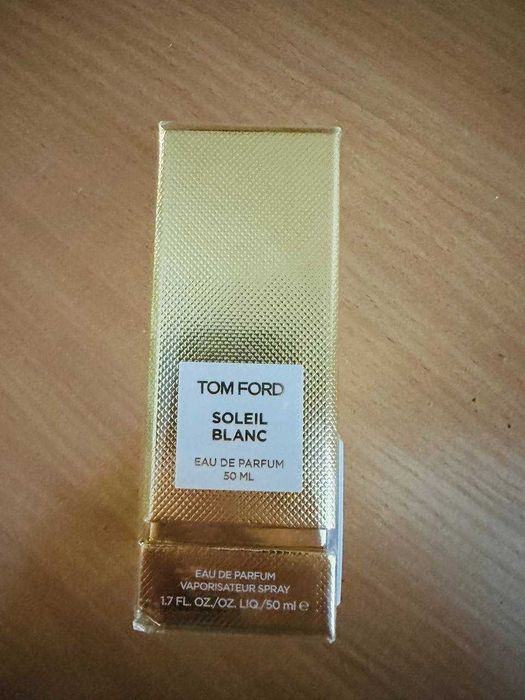 TOM FORD
SOLEIL
BLANC
EAU DE PARFUM
50 ML
EAU DE PARFUM
VAPORISATEUR SPRAY
1.7 FL. OZ./OZ. LIQ./50 ml ℮